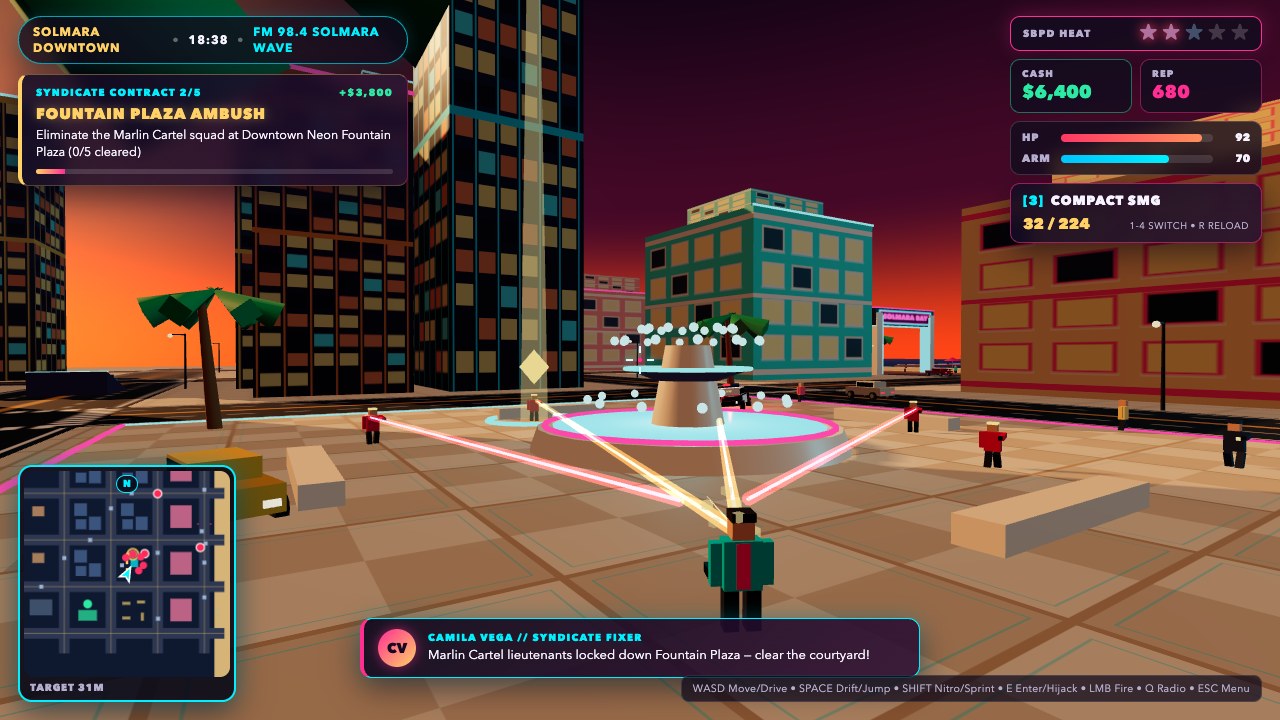 SOLMARA DOWNTOWN • 18:38 • FM 98.4 SOLMARA WAVE
SYNDICATE CONTRACT 2/5 +$3,800
FOUNTAIN PLAZA AMBUSH
Eliminate the Marlin Cartel squad at Downtown Neon Fountain
Plaza (0/5 cleared)
SBPD HEAT
CASH
$6,400
REP
680
HP 92
ARM 70
[3] COMPACT SMG
32 / 224 1-4 SWITCH • R RELOAD
SOLMARA BAY
N
TARGET 31M
CV
CAMILA VEGA // SYNDICATE FIXER
Marlin Cartel lieutenants locked down Fountain Plaza — clear the courtyard!
WASD Move/Drive • SPACE Drift/Jump • SHIFT Nitro/Sprint • E Enter/Hijack • LMB Fire • Q Radio • ESC Menu